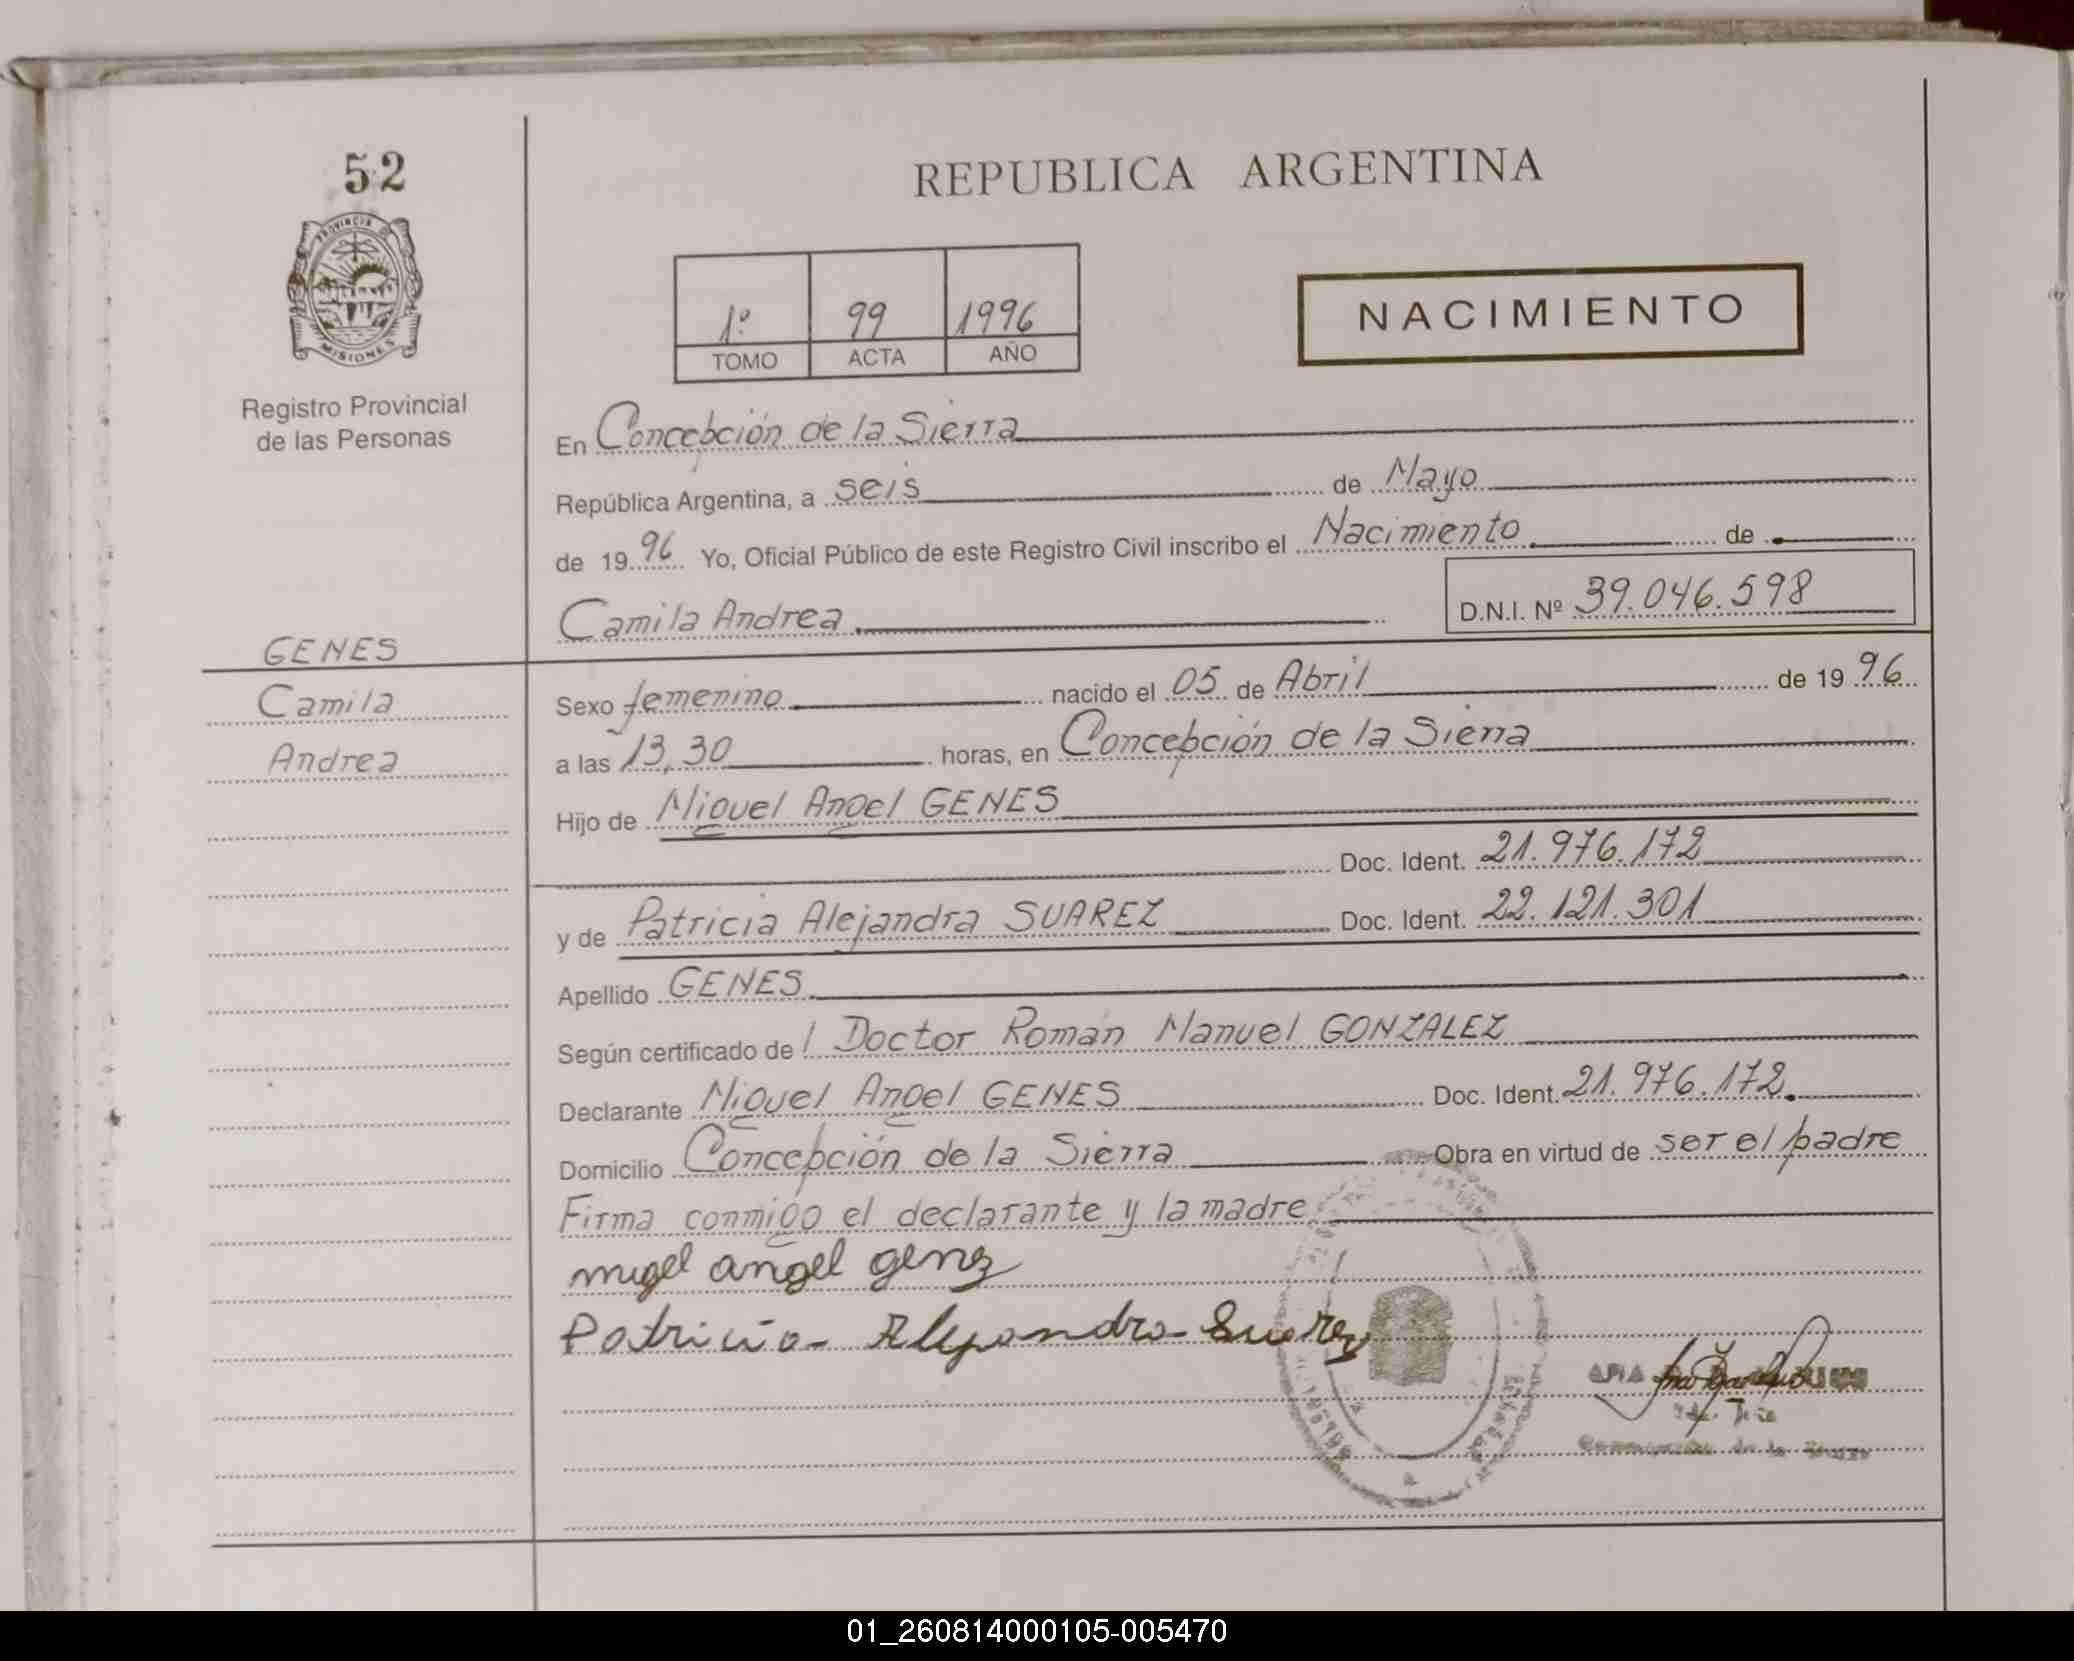 52
PROVINCIA DE
MISIONES
Registro Provincial
de las Personas
REPUBLICA ARGENTINA
1º 99 1996
TOMO ACTA AÑO
NACIMIENTO
En Concepción de la Sierra
República Argentina, a seis de Mayo
de 1996 Yo, Oficial Público de este Registro Civil inscribo el Nacimiento de
Camila Andrea D.N.I. Nº 39.046.598
GENES
Camila
Andrea
Sexo femenino nacido el 05 de Abril de 1996
a las 13,30 horas, en Concepción de la Sierra
Hijo de Miguel Angel GENES
Doc. Ident. 21.976.172
y de Patricia Alejandra SUAREZ Doc. Ident. 22.121.301
Apellido GENES
Según certificado de l Doctor Román Manuel GONZALEZ
Declarante Miguel Angel GENES Doc. Ident. 21.976.172
Domicilio Concepción de la Sierra Obra en virtud de ser el padre
Firma conmigo el declarante y la madre
migel angel genez
Patricia Alejandra Suarez
Concepción de la Sierra
01_260814000105-005470